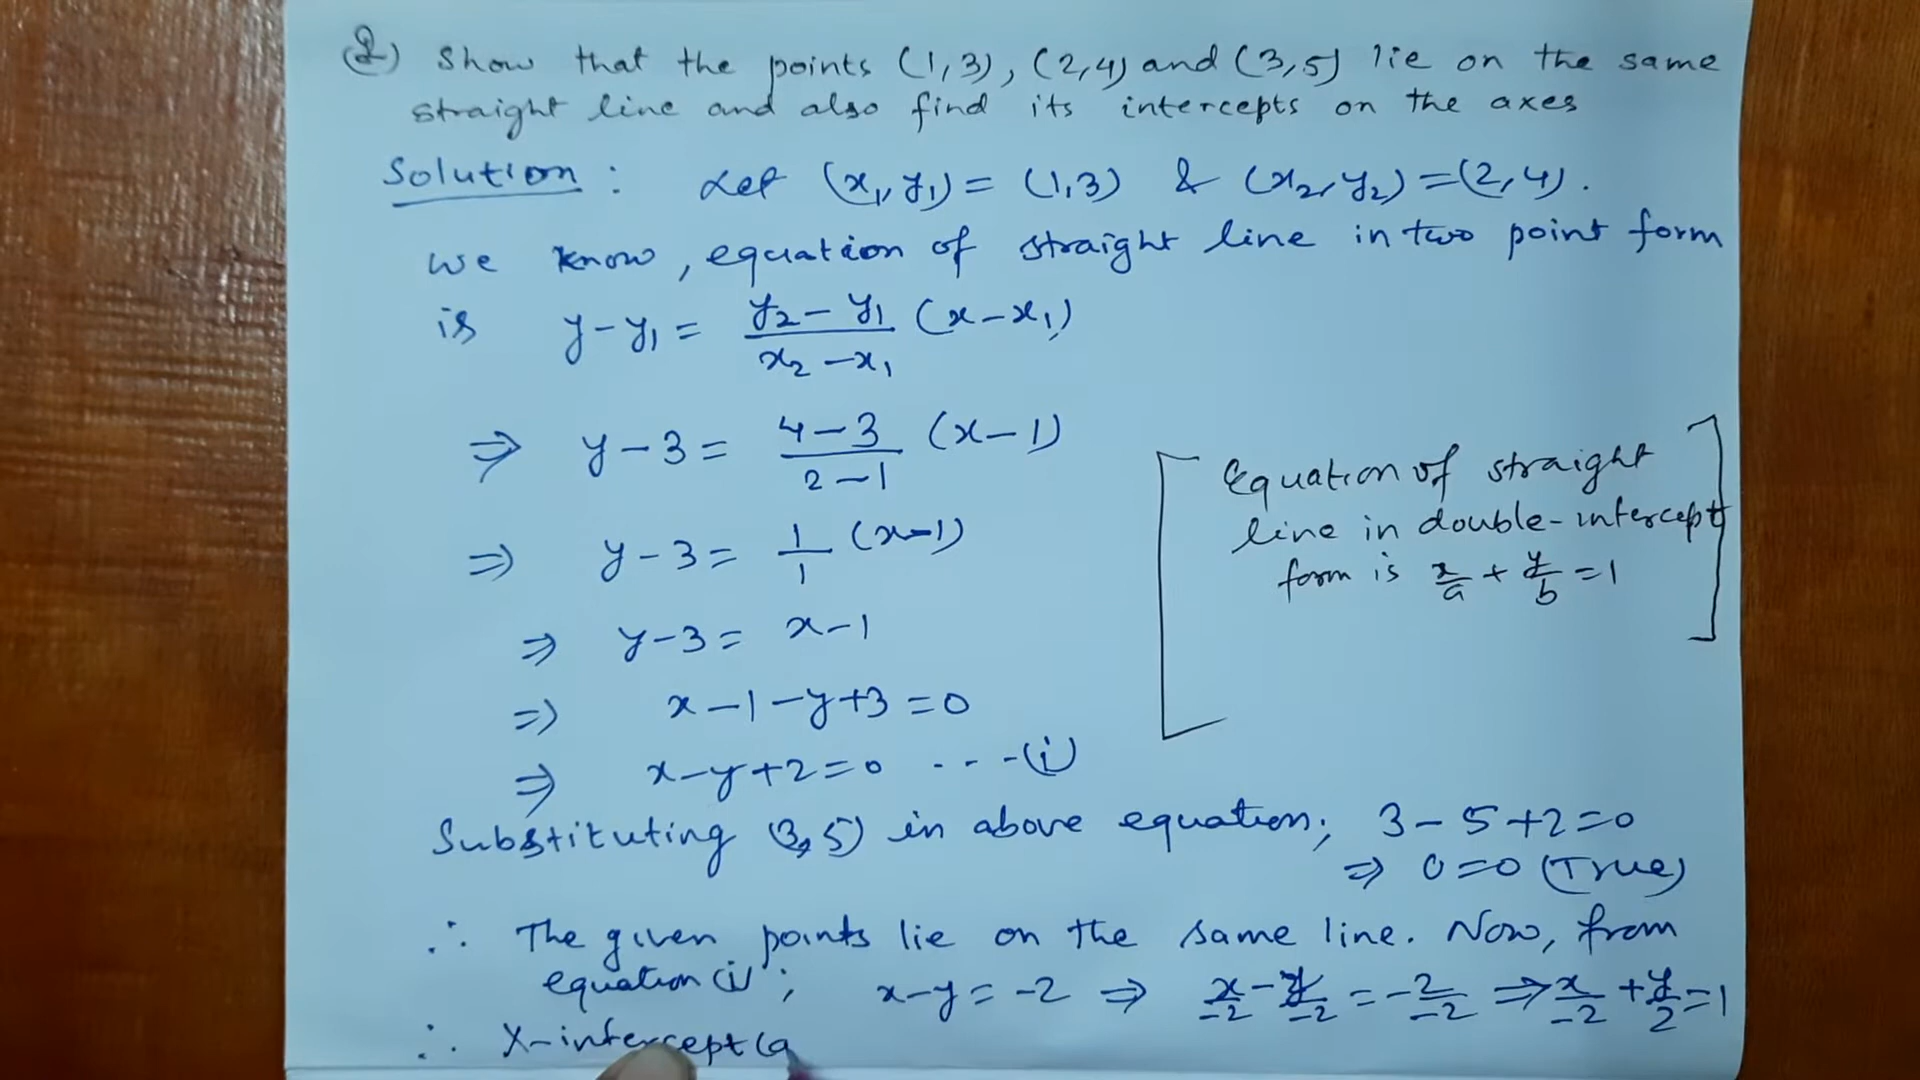 Q) Show that the points (1,3), (2,4) and (3,5) lie on the same
straight line and also find its intercepts on the axes
Solution : Let (x₁, y₁) = (1,3) & (x₂, y₂) = (2,4).
we know, equation of straight line in two point form
is y - y₁ = (y₂ - y₁)/(x₂ - x₁) (x - x₁)
⇒ y - 3 = (4 - 3)/(2 - 1) (x - 1)
⇒ y - 3 = 1/1 (x - 1)
⇒ y - 3 = x - 1
⇒ x - 1 - y + 3 = 0
⇒ x - y + 2 = 0 ... - (i)
[Equation of straight
line in double-intercept
form is x/a + y/b = 1]
Substituting (3,5) in above equation; 3 - 5 + 2 = 0
⇒ 0 = 0 (True)
∴ The given points lie on the same line. Now, from
equation (i); x - y = -2 ⇒ x/-2 - y/-2 = -2/-2 ⇒ x/-2 + y/2 = 1
∴ X-intercept (a